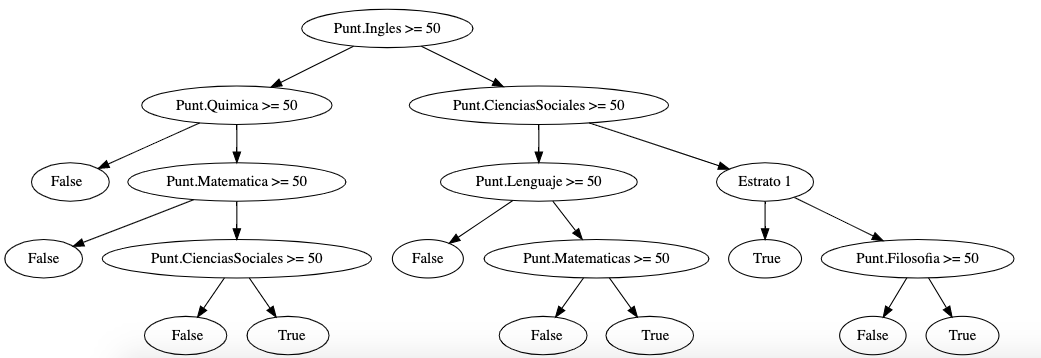 Punt.Ingles >= 50
Punt.Quimica >= 50
Punt.CienciasSociales >= 50
False
Punt.Matematica >= 50
Punt.Lenguaje >= 50
Estrato 1
False
Punt.CienciasSociales >= 50
False
Punt.Matematicas >= 50
True
Punt.Filosofia >= 50
False
True
False
True
False
True